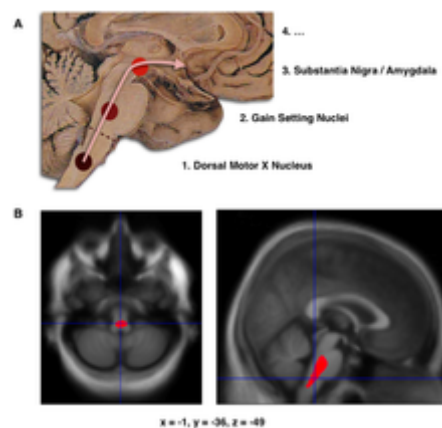 A
4. ...
3. Substantia Nigra / Amygdala
2. Gain Setting Nuclei
1. Dorsal Motor X Nucleus
B
x = -1, y = -36, z = -49